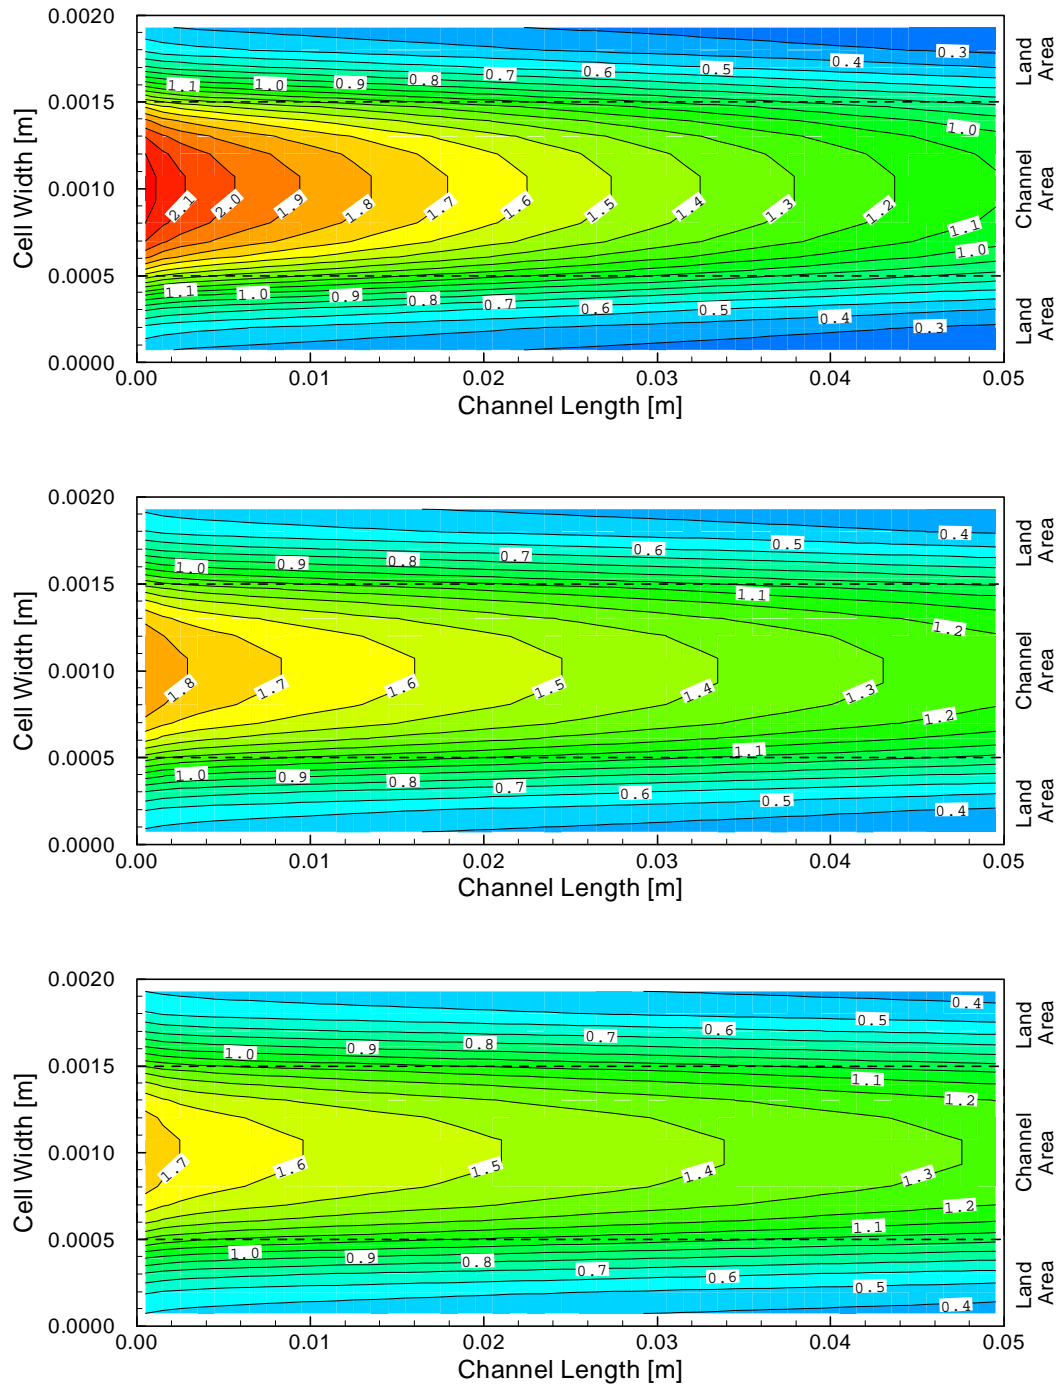 0.0020
0.0015
0.0010
0.0005
0.0000
Cell Width [m]
0.00 0.01 0.02 0.03 0.04 0.05
Channel Length [m]
Land Area
Channel Area
Land Area
1.1 1.0 0.9 0.8 0.7 0.6 0.5 0.4 0.3
1.0
2.1 2.0 1.9 1.8 1.7 1.6 1.5 1.4 1.3 1.2 1.1
1.0
1.1 1.0 0.9 0.8 0.7 0.6 0.5 0.4 0.3
0.0020
0.0015
0.0010
0.0005
0.0000
Cell Width [m]
0.00 0.01 0.02 0.03 0.04 0.05
Channel Length [m]
Land Area
Channel Area
Land Area
1.0 0.9 0.8 0.7 0.6 0.5 0.4
1.1
1.2
1.8 1.7 1.6 1.5 1.4 1.3
1.2
1.1
1.0 0.9 0.8 0.7 0.6 0.5 0.4
0.0020
0.0015
0.0010
0.0005
0.0000
Cell Width [m]
0.00 0.01 0.02 0.03 0.04 0.05
Channel Length [m]
Land Area
Channel Area
Land Area
1.0 0.9 0.8 0.7 0.6 0.5 0.4
1.1
1.2
1.7 1.6 1.5 1.4 1.3
1.2
1.1
1.0 0.9 0.8 0.7 0.6 0.5 0.4